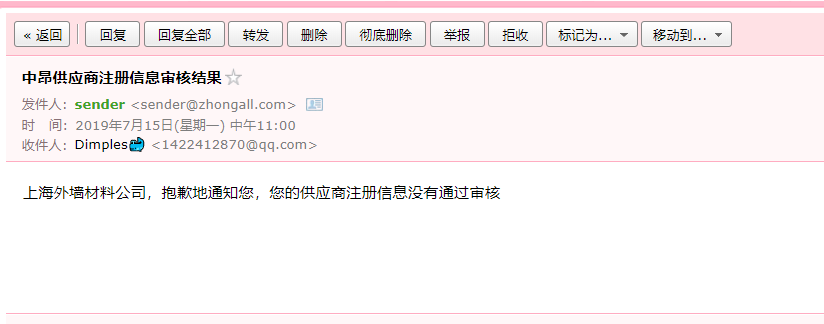 « 返回 回复 回复全部 转发 删除 彻底删除 举报 拒收 标记为... 移动到...
中昂供应商注册信息审核结果
发件人：sender <sender@zhongall.com>
时　间：2019年7月15日(星期一) 中午11:00
收件人：Dimples <1422412870@qq.com>
上海外墙材料公司，抱歉地通知您，您的供应商注册信息没有通过审核